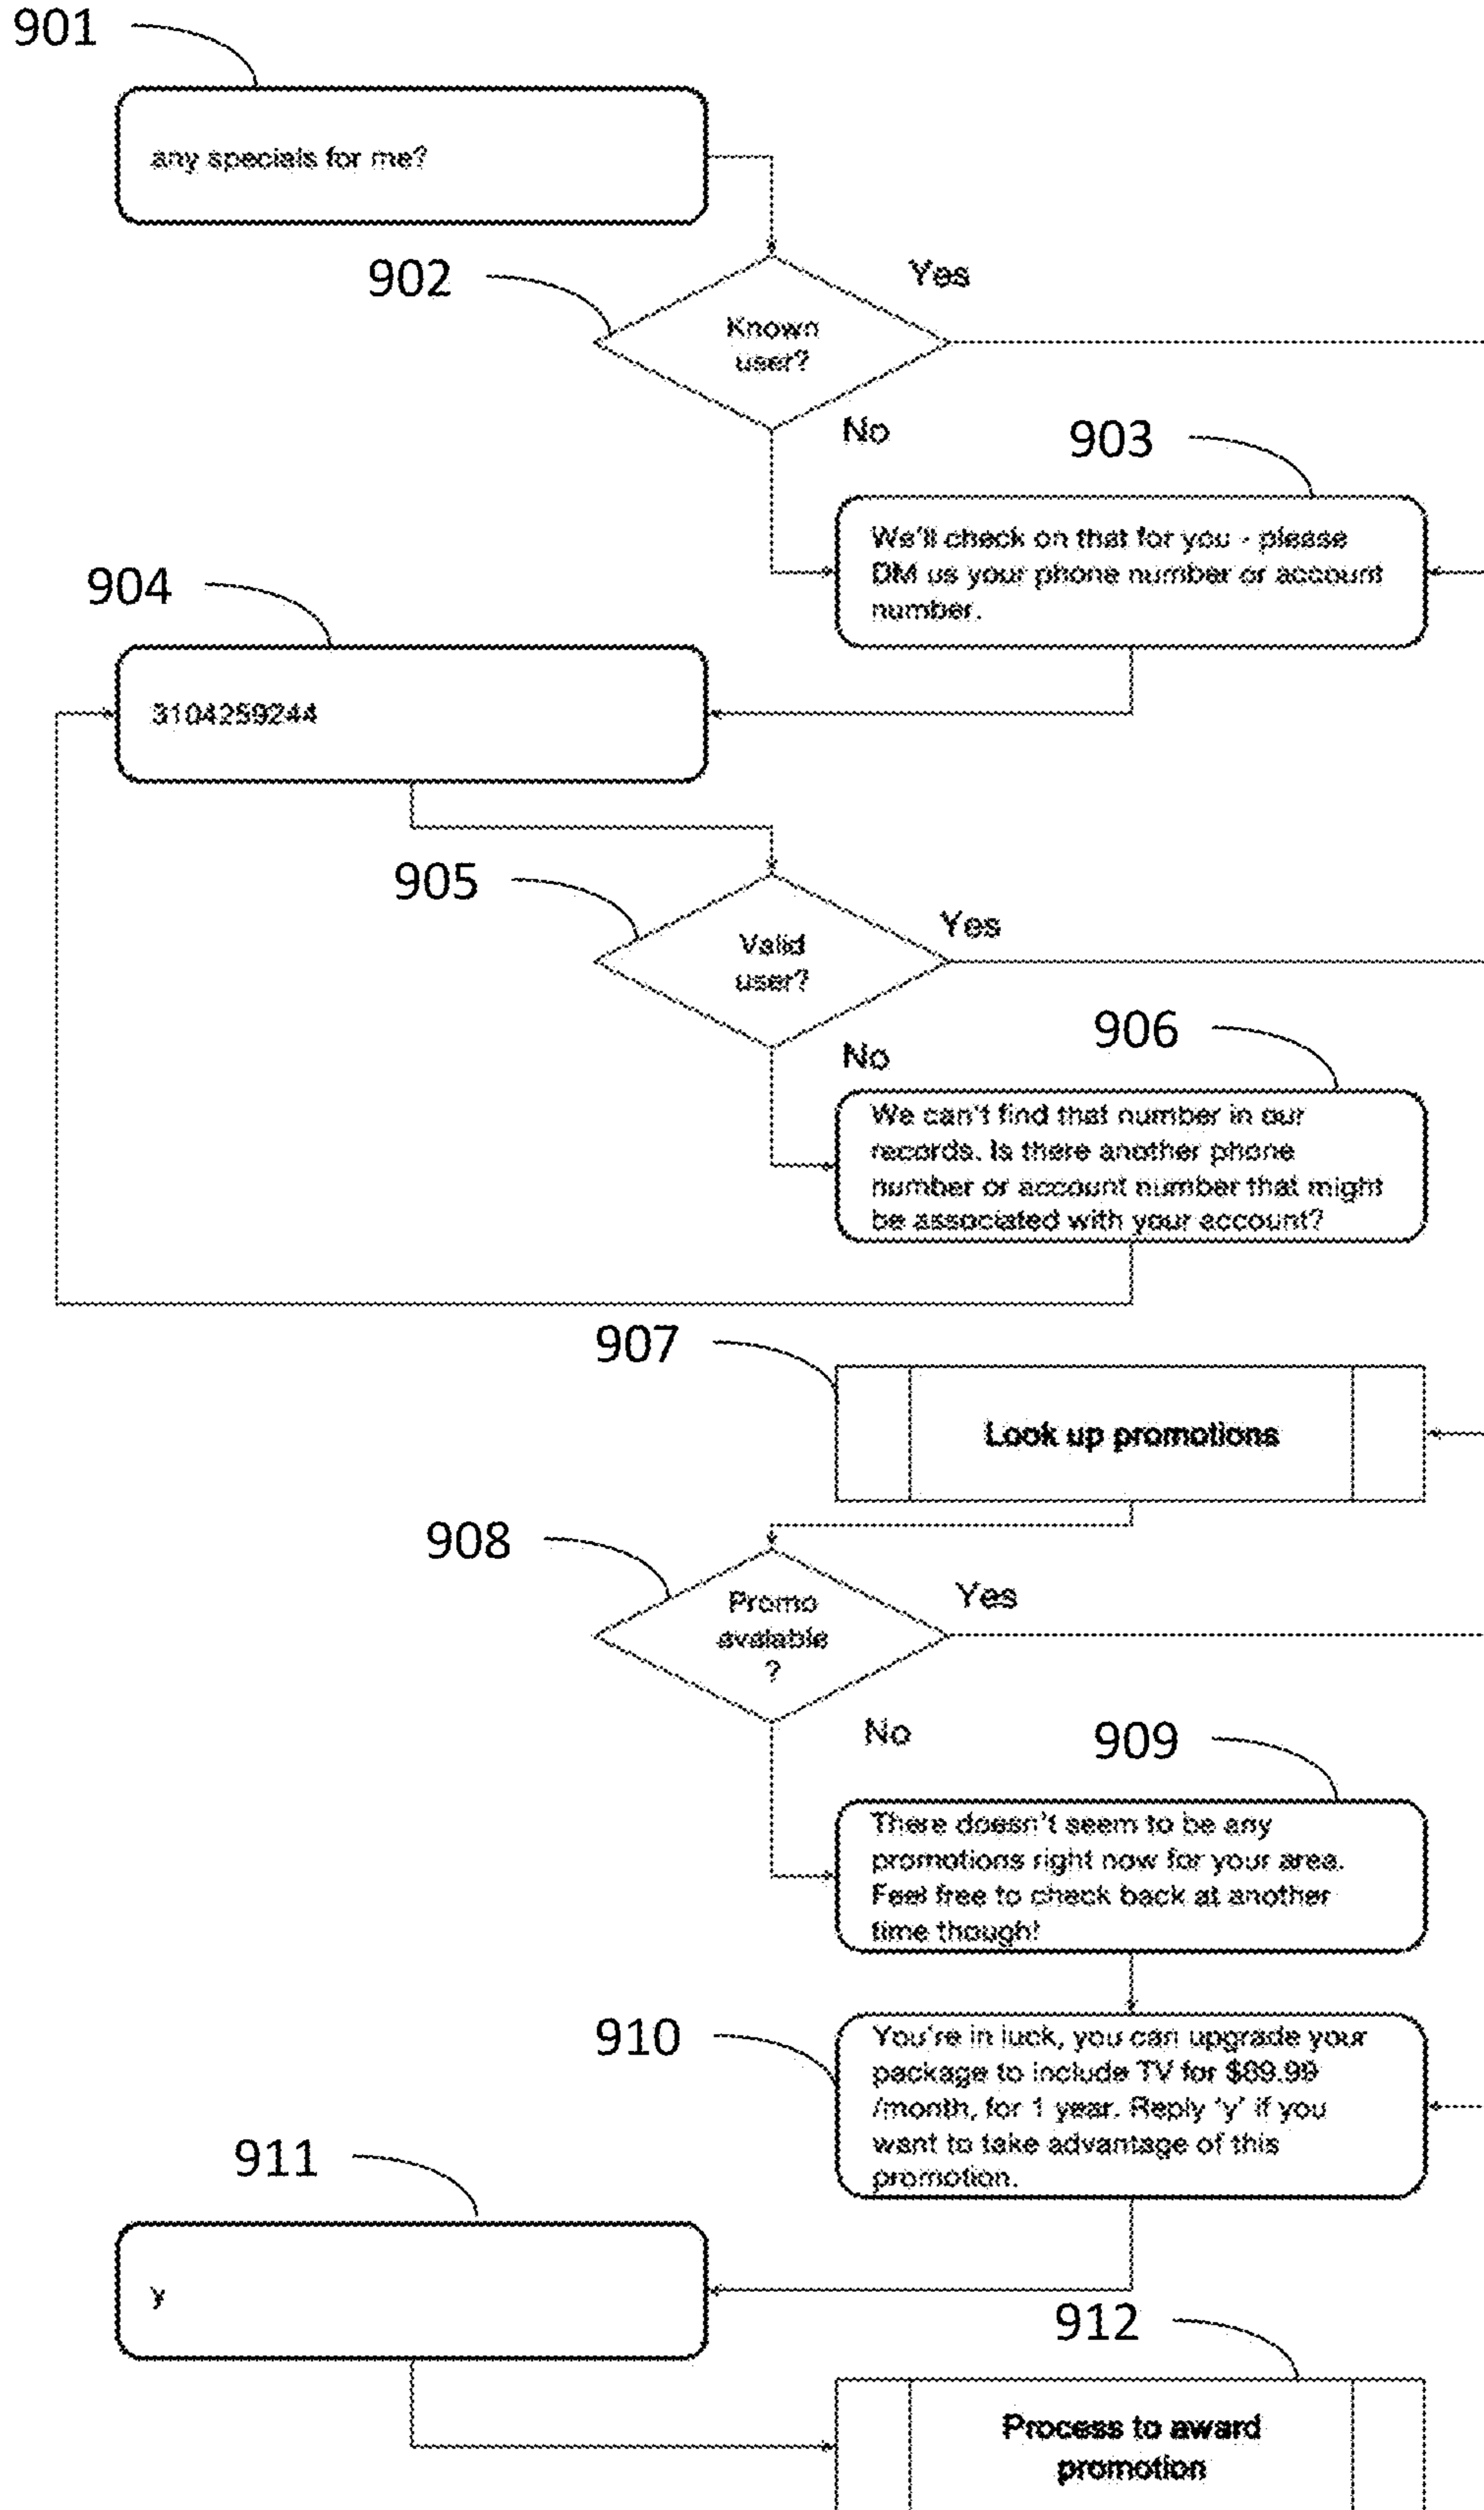 901
any specials for me?
902
Yes
Known
user?
No
903
We'll check on that for you - please
DM us your phone number or account
number.
904
3104259244
905
Yes
Valid
user?
No
906
We can't find that number in our
records. Is there another phone
number or account number that might
be associated with your account?
907
Look up promotions
908
Yes
Promo
avalable
?
No
909
There doesn't seem to be any
promotions right now for your area.
Feel free to check back at another
time though!
910
You're in luck, you can upgrade your
package to include TV for $89.99
/month, for 1 year. Reply 'y' if you
want to take advantage of this
promotion.
911
y
912
Process to award
promotion